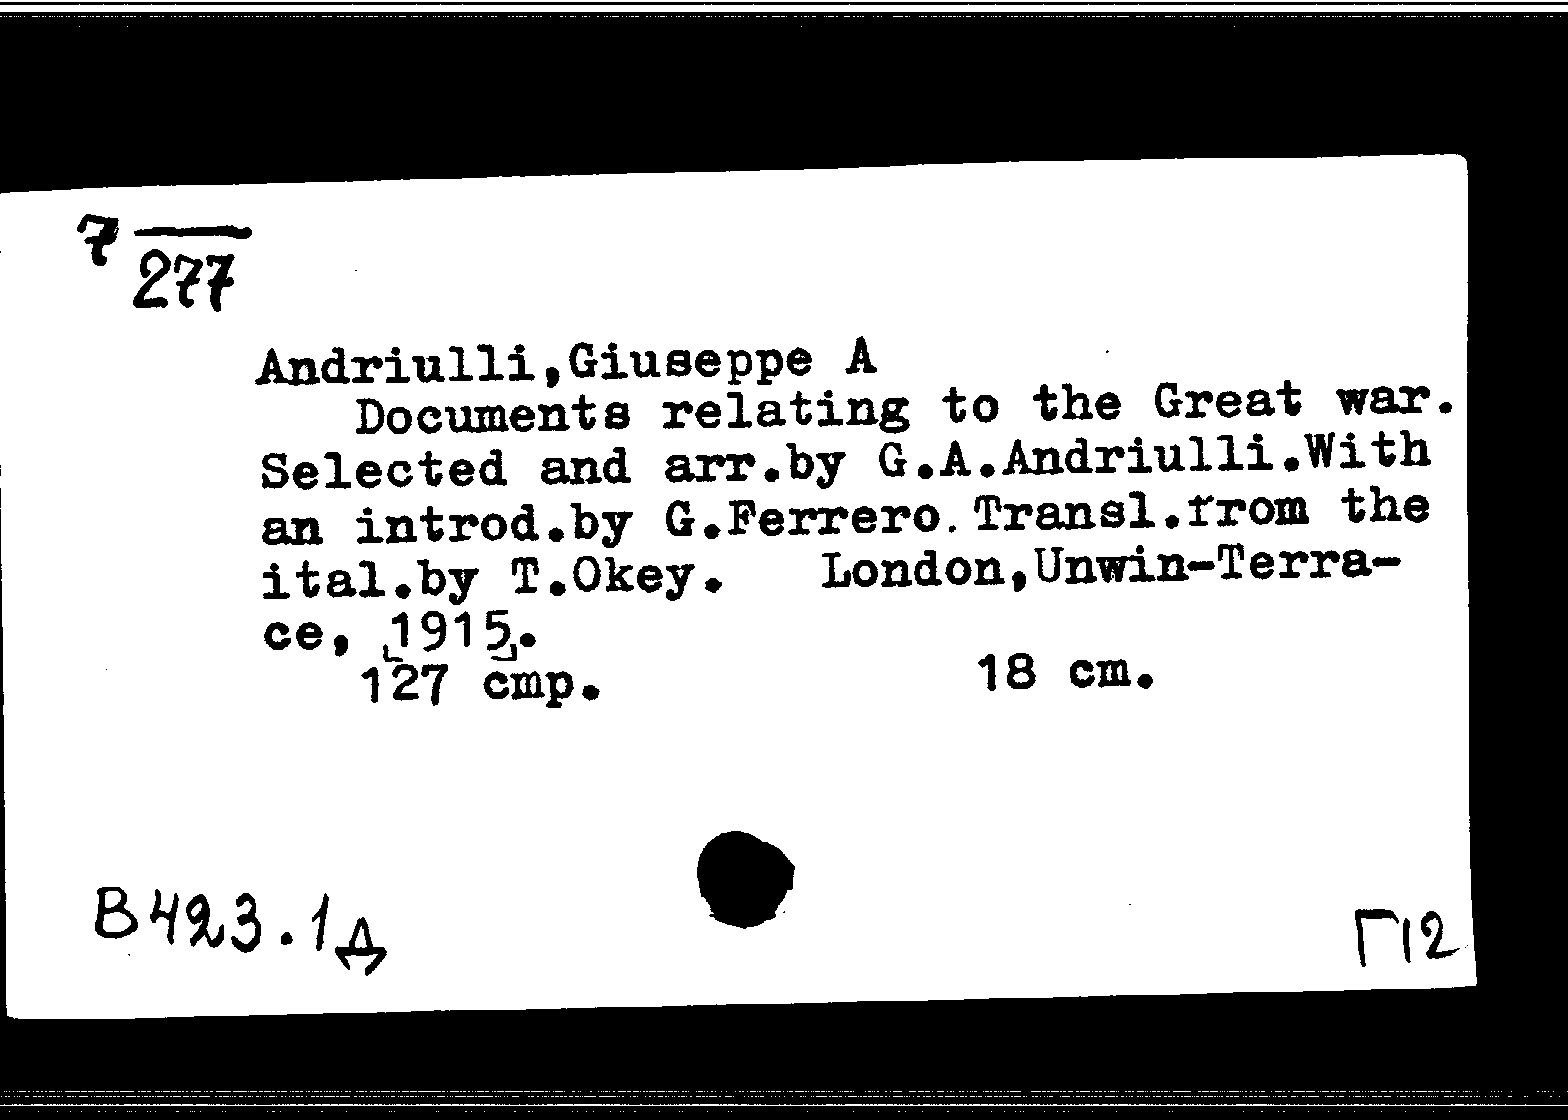 7 277
Andriulli,Giuseppe A
Documents relating to the Great war.
Selected and arr.by G.A.Andriulli.With
an introd.by G.Ferrero.Transl.from the
ital.by T.Okey. London,Unwin-Terra-
ce, [1915].
127 стр. 18 cm.
В423.1д
Г12